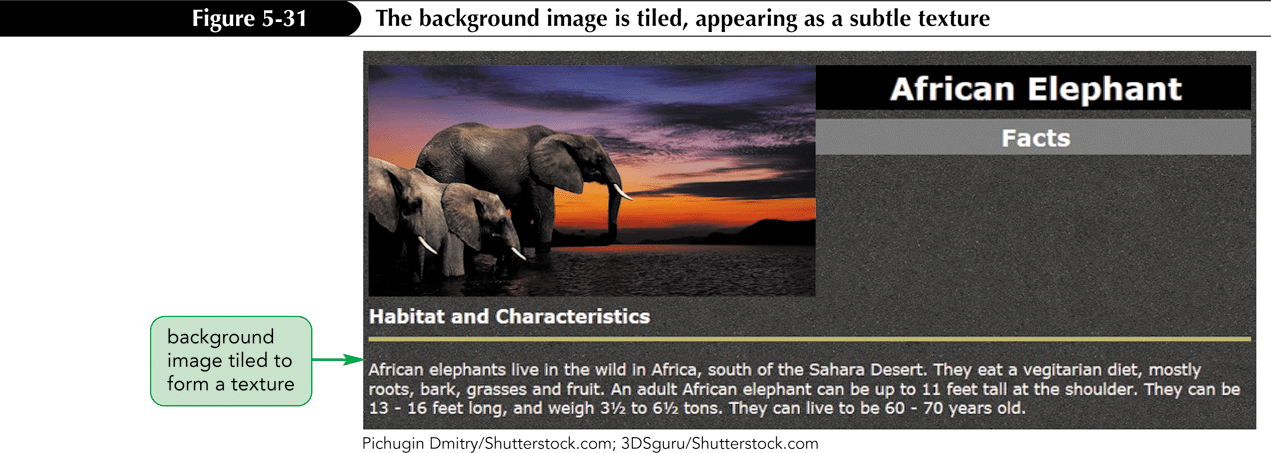 Figure 5-31 The background image is tiled, appearing as a subtle texture
African Elephant
Facts
Habitat and Characteristics
background
image tiled to
form a texture
African elephants live in the wild in Africa, south of the Sahara Desert. They eat a vegitarian diet, mostly
roots, bark, grasses and fruit. An adult African elephant can be up to 11 feet tall at the shoulder. They can be
13 - 16 feet long, and weigh 3½ to 6½ tons. They can live to be 60 - 70 years old.
Pichugin Dmitry/Shutterstock.com; 3DSguru/Shutterstock.com